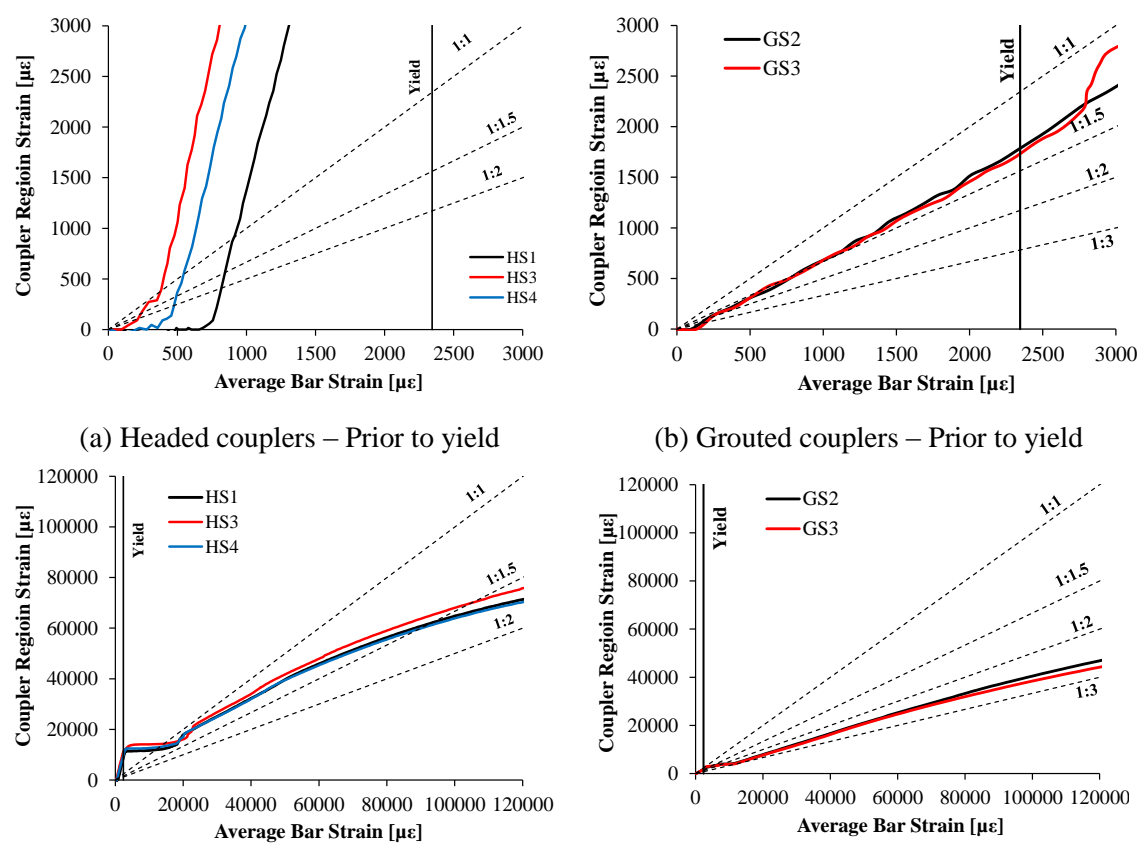 3000
2500
2000
1500
1000
500
0
Coupler Regioin Strain [µε]
1:1
1:1.5
1:2
Yield
HS1
HS3
HS4
0 500 1000 1500 2000 2500 3000
Average Bar Strain [µε]
3000
2500
2000
1500
1000
500
0
Coupler Regioin Strain [µε]
GS2
GS3
1:1
Yield
1:1.5
1:2
1:3
0 500 1000 1500 2000 2500 3000
Average Bar Strain [µε]
(a) Headed couplers – Prior to yield
(b) Grouted couplers – Prior to yield
120000
100000
80000
60000
40000
20000
0
Coupler Regioin Strain [µε]
HS1
HS3
HS4
Yield
1:1
1:1.5
1:2
0 20000 40000 60000 80000 100000 120000
Average Bar Strain [µε]
120000
100000
80000
60000
40000
20000
0
Coupler Regioin Strain [µε]
GS2
GS3
Yield
1:1
1:1.5
1:2
1:3
0 20000 40000 60000 80000 100000 120000
Average Bar Strain [µε]